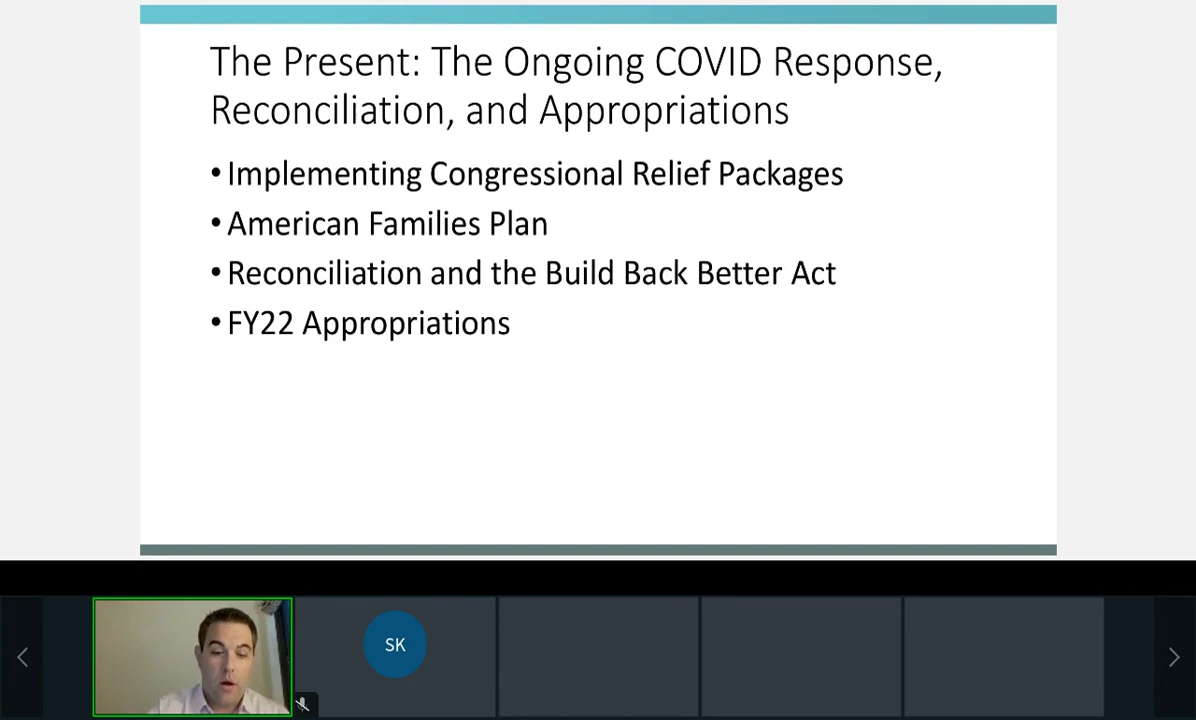 The Present: The Ongoing COVID Response,
Reconciliation, and Appropriations
• Implementing Congressional Relief Packages
• American Families Plan
• Reconciliation and the Build Back Better Act
• FY22 Appropriations
SK